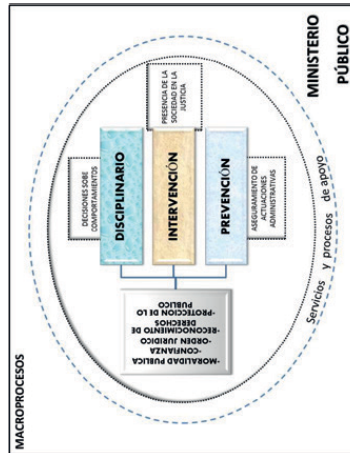 MACROPROCESOS
MINISTERIO
PÚBLICO
DECISIONES SOBE
COMPORTAMIENTOS
DISCIPLINARIO
PRESENCIA DE LA
SOCIEDAD EN LA
JUSTICIA
INTERVENCIÓN
PREVENCIÓN
ASEGURAMIENTO DE
ACTUACIONES
ADMINISTRATIVAS
-MORALIDAD PUBLICA
-CONFIANZA
-ORDEN JURIDICO
-RECONOCIMIENTO DE
DERECHOS
-PROTECCION DE LO
PUBLICO
Servicios y procesos de apoyo